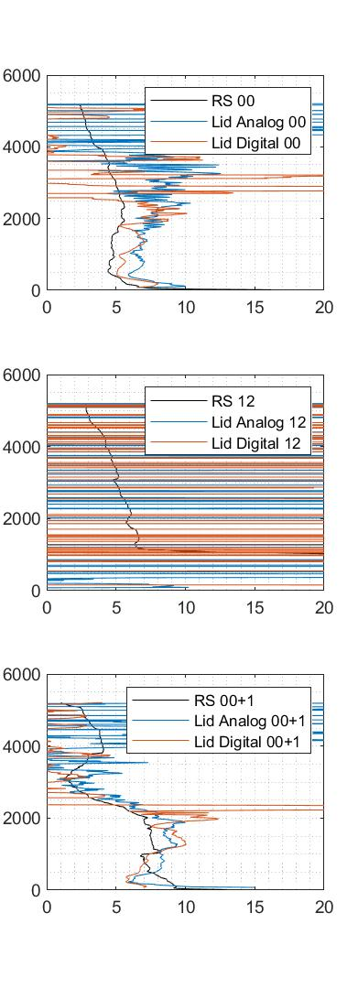 6000
RS 00
Lid Analog 00
Lid Digital 00
4000
2000
0
0 5 10 15 20
6000
RS 12
Lid Analog 12
Lid Digital 12
4000
2000
0
0 5 10 15 20
6000
RS 00+1
Lid Analog 00+1
Lid Digital 00+1
4000
2000
0
0 5 10 15 20